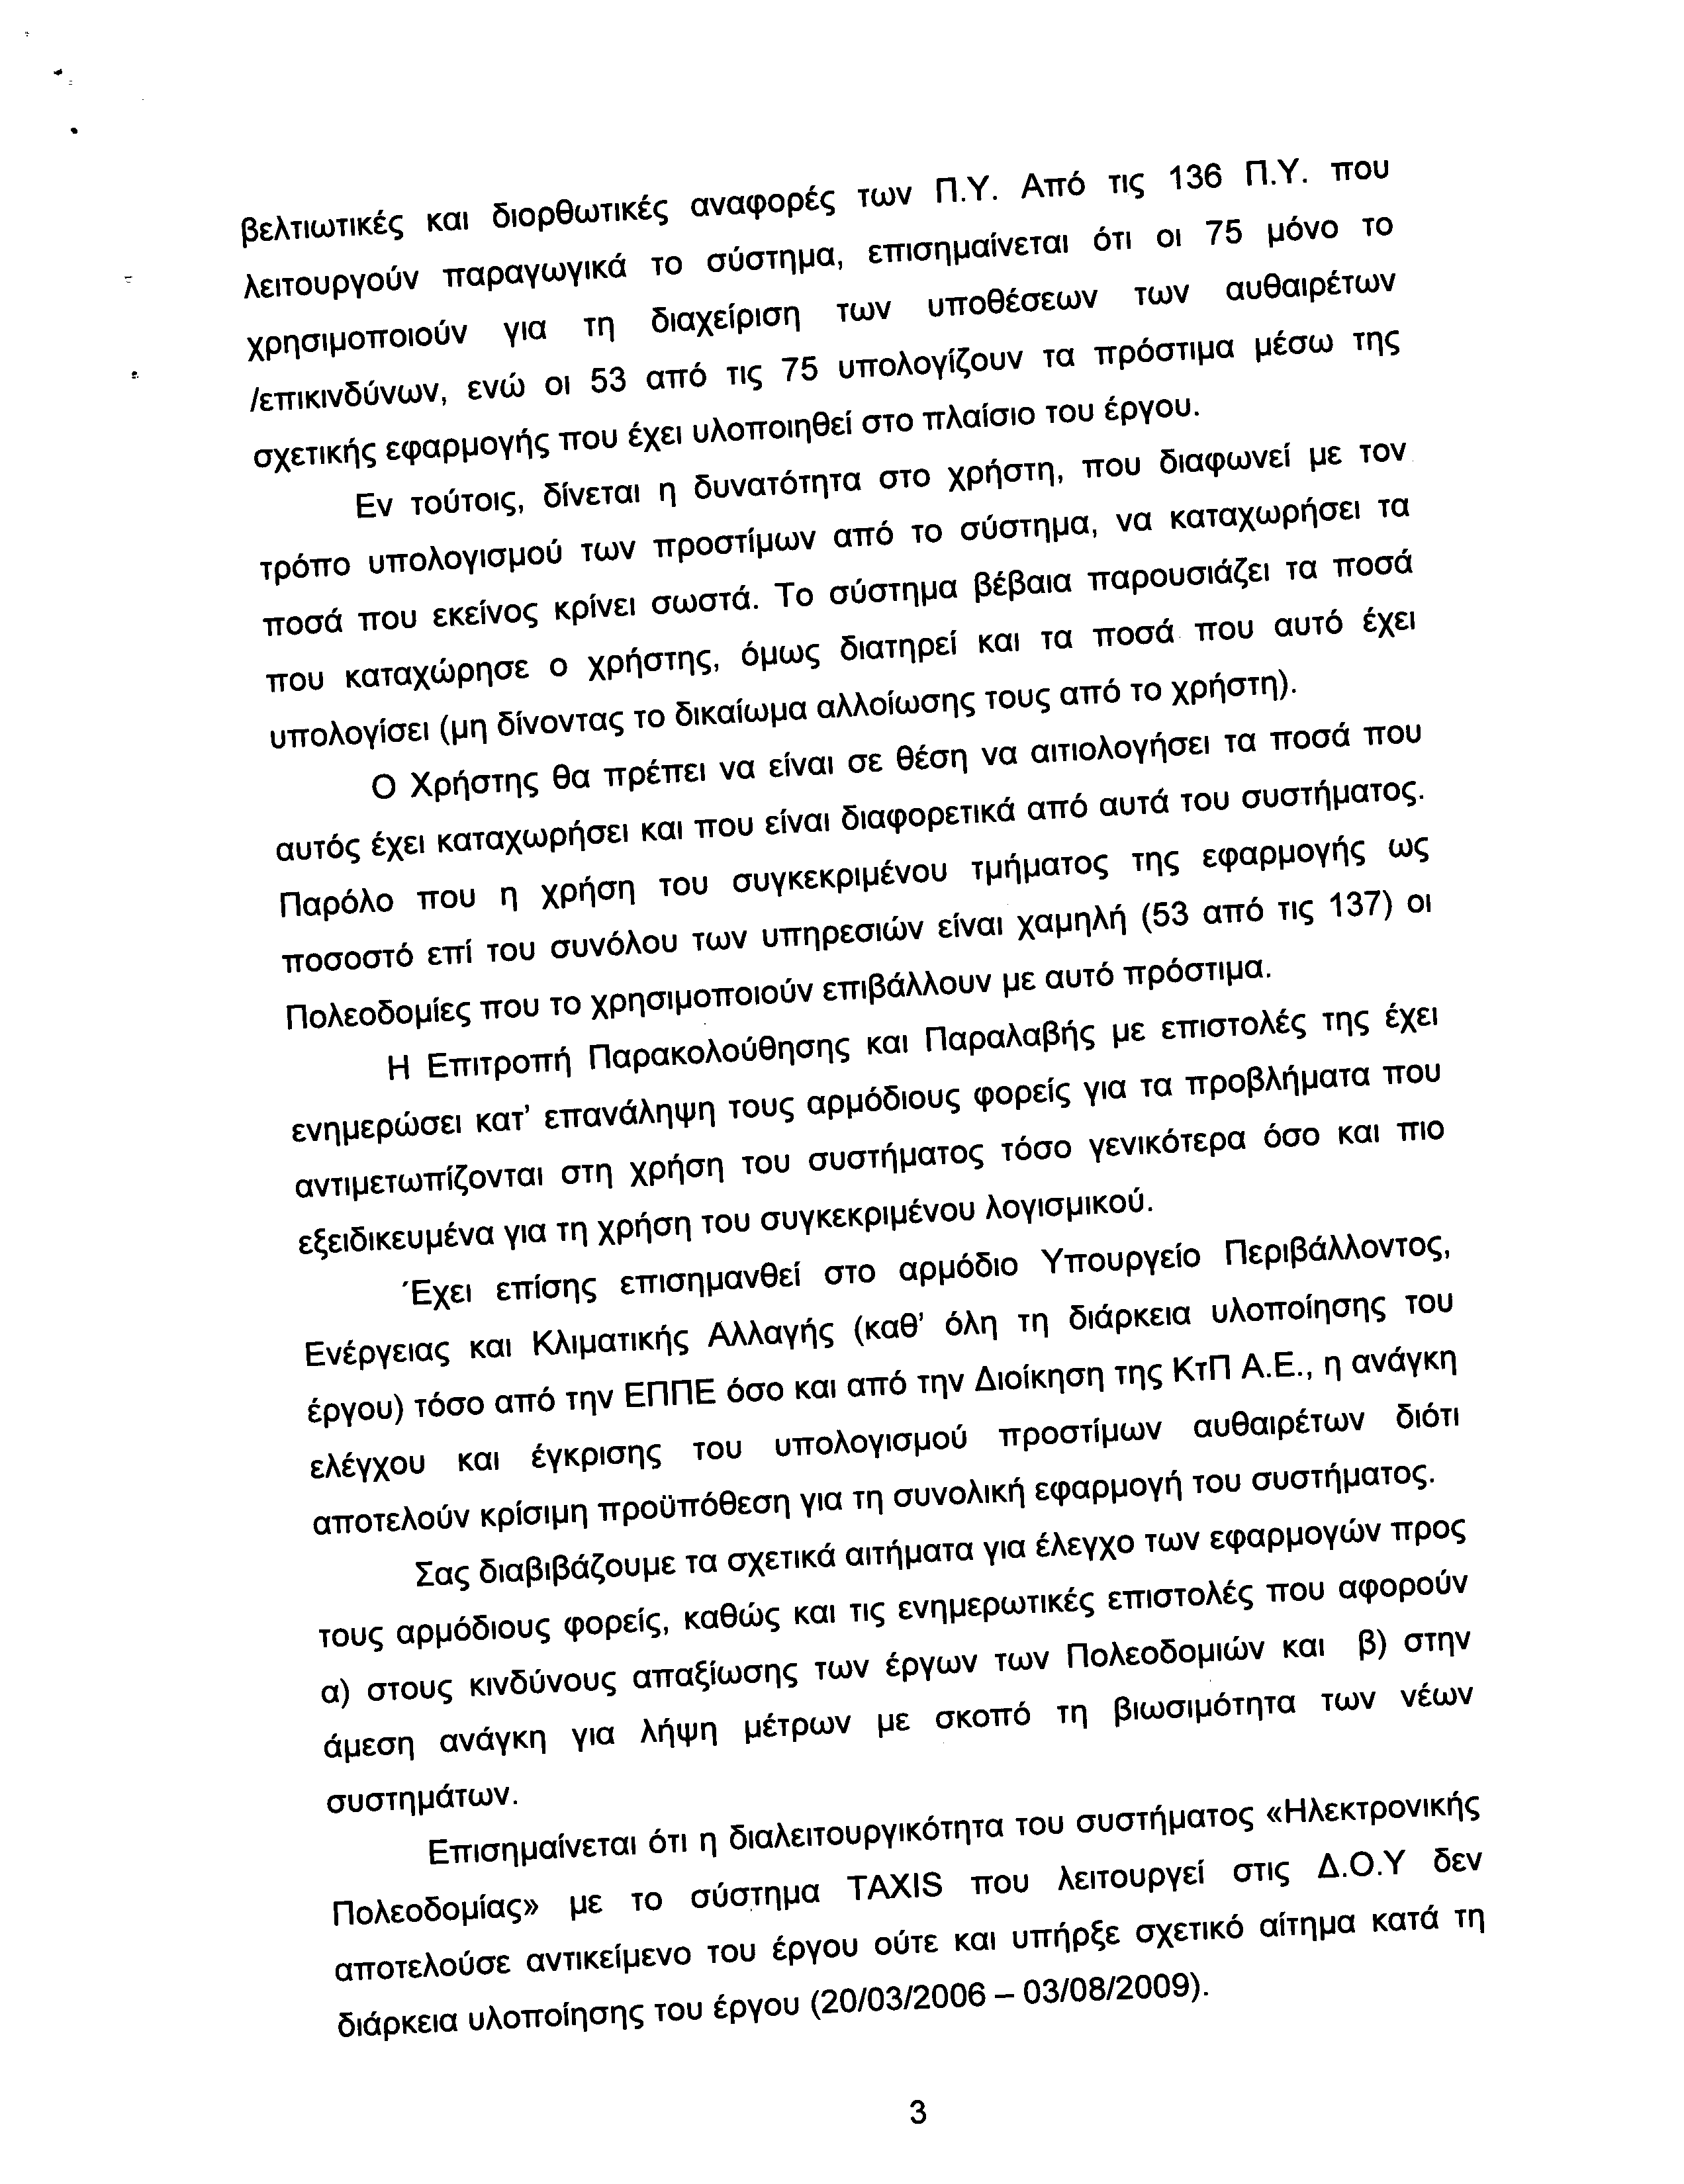 βελτιωτικές και διορθωτικές αναφορές των Π.Υ. Από τις 136 Π.Υ. που
λειτουργούν παραγωγικά το σύστημα, επισημαίνεται ότι οι 75 μόνο το
χρησιμοποιούν για τη διαχείριση των υποθέσεων των αυθαιρέτων
/επικινδύνων, ενώ οι 53 από τις 75 υπολογίζουν τα πρόστιμα μέσω της
σχετικής εφαρμογής που έχει υλοποιηθεί στο πλαίσιο του έργου.
Εν τούτοις, δίνεται η δυνατότητα στο χρήστη, που διαφωνεί με τον
τρόπο υπολογισμού των προστίμων από το σύστημα, να καταχωρήσει τα
ποσά που εκείνος κρίνει σωστά. Το σύστημα βέβαια παρουσιάζει τα ποσά
που καταχώρησε ο χρήστης, όμως διατηρεί και τα ποσά που αυτό έχει
υπολογίσει (μη δίνοντας το δικαίωμα αλλοίωσης τους από το χρήστη).
Ο Χρήστης θα πρέπει να είναι σε θέση να αιτιολογήσει τα ποσά που
αυτός έχει καταχωρήσει και που είναι διαφορετικά από αυτά του συστήματος.
Παρόλο που η χρήση του συγκεκριμένου τμήματος της εφαρμογής ως
ποσοστό επί του συνόλου των υπηρεσιών είναι χαμηλή (53 από τις 137) οι
Πολεοδομίες που το χρησιμοποιούν επιβάλλουν με αυτό πρόστιμα.
Η Επιτροπή Παρακολούθησης και Παραλαβής με επιστολές της έχει
ενημερώσει κατ’ επανάληψη τους αρμόδιους φορείς για τα προβλήματα που
αντιμετωπίζονται στη χρήση του συστήματος τόσο γενικότερα όσο και πιο
εξειδικευμένα για τη χρήση του συγκεκριμένου λογισμικού.
Έχει επίσης επισημανθεί στο αρμόδιο Υπουργείο Περιβάλλοντος,
Ενέργειας και Κλιματικής Αλλαγής (καθ’ όλη τη διάρκεια υλοποίησης του
έργου) τόσο από την ΕΠΠΕ όσο και από την Διοίκηση της ΚτΠ Α.Ε., η ανάγκη
ελέγχου και έγκρισης του υπολογισμού προστίμων αυθαιρέτων διότι
αποτελούν κρίσιμη προϋπόθεση για τη συνολική εφαρμογή του συστήματος.
Σας διαβιβάζουμε τα σχετικά αιτήματα για έλεγχο των εφαρμογών προς
τους αρμόδιους φορείς, καθώς και τις ενημερωτικές επιστολές που αφορούν
α) στους κινδύνους απαξίωσης των έργων των Πολεοδομιών και β) στην
άμεση ανάγκη για λήψη μέτρων με σκοπό τη βιωσιμότητα των νέων
συστημάτων.
Επισημαίνεται ότι η διαλειτουργικότητα του συστήματος «Ηλεκτρονικής
Πολεοδομίας» με το σύστημα TAXIS που λειτουργεί στις Δ.Ο.Υ δεν
αποτελούσε αντικείμενο του έργου ούτε και υπήρξε σχετικό αίτημα κατά τη
διάρκεια υλοποίησης του έργου (20/03/2006 – 03/08/2009).
3